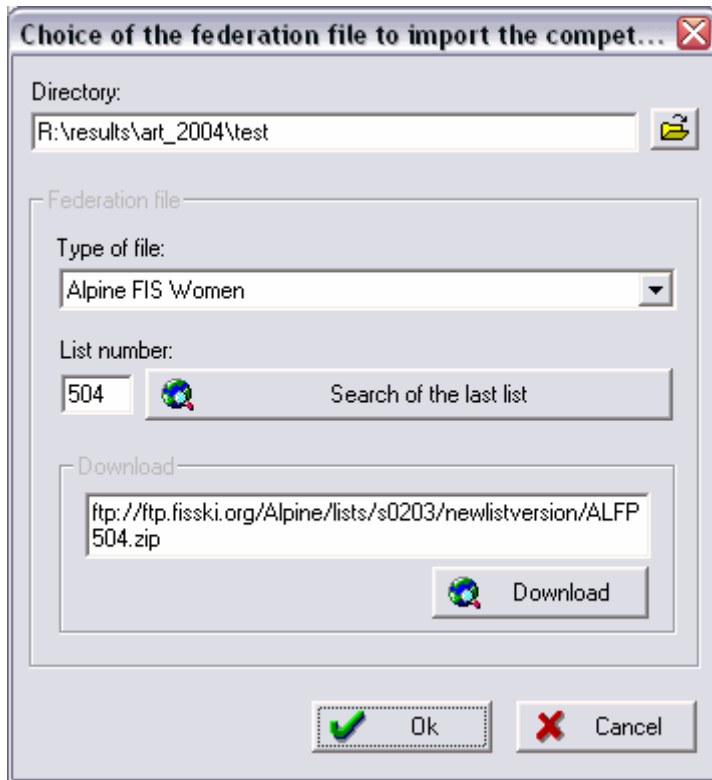 Choice of the federation file to import the compet...
Directory:
R:\results\art_2004\test
Federation file
Type of file:
Alpine FIS Women
List number:
504
Search of the last list
Download
ftp://ftp.fisski.org/Alpine/lists/s0203/newlistversion/ALFP
504.zip
Download
Ok
Cancel